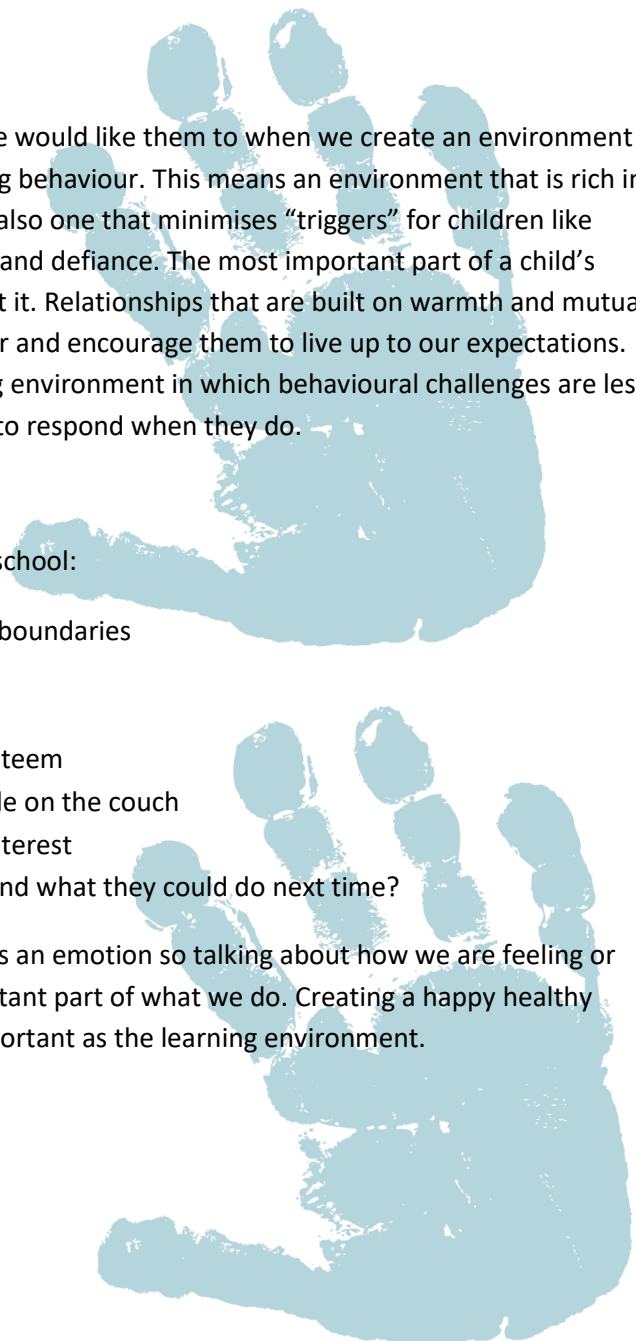 e would like them to when we create an environment
g behaviour. This means an environment that is rich in
also one that minimises “triggers” for children like
and defiance. The most important part of a child’s
t it. Relationships that are built on warmth and mutua
r and encourage them to live up to our expectations.
g environment in which behavioural challenges are les
to respond when they do.
school:
boundaries
teem
le on the couch
terest
nd what they could do next time?
s an emotion so talking about how we are feeling or
tant part of what we do. Creating a happy healthy
portant as the learning environment.